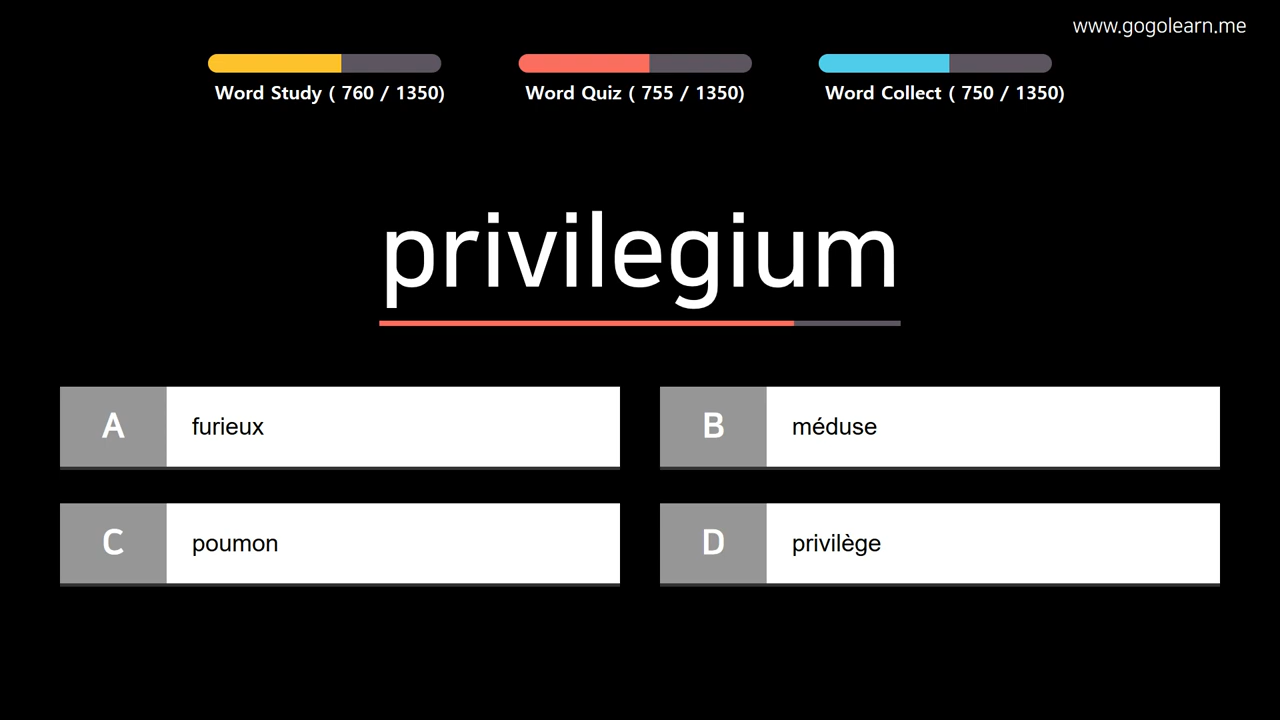 www.gogolearn.me
Word Study ( 760 / 1350)
Word Quiz ( 755 / 1350)
Word Collect ( 750 / 1350)
privilegium
A furieux
B méduse
C poumon
D privilège